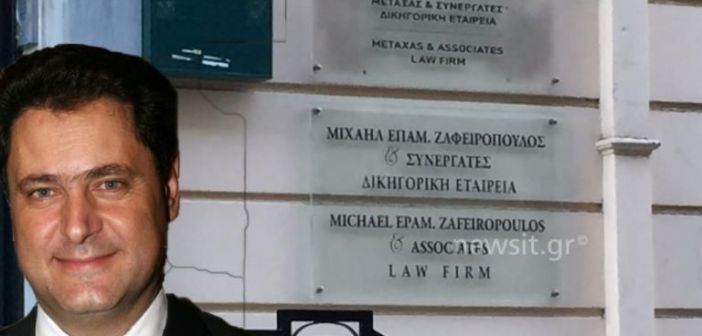 ΜΕΤΑΞΑΣ & ΣΥΝΕΡΓΑΤΕΣ
ΔΙΚΗΓΟΡΙΚΗ ΕΤΑΙΡΕΙΑ
METAXAS & ASSOCIATES
LAW FIRM
ΜΙΧΑΗΛ ΕΠΑΜ. ΖΑΦΕΙΡΟΠΟΥΛΟΣ
& ΣΥΝΕΡΓΑΤΕΣ
ΔΙΚΗΓΟΡΙΚΗ ΕΤΑΙΡΕΙΑ
MICHAEL EPAM. ZAFEIROPOULOS
& ASSOCIATES
LAW FIRM
newsit.gr©